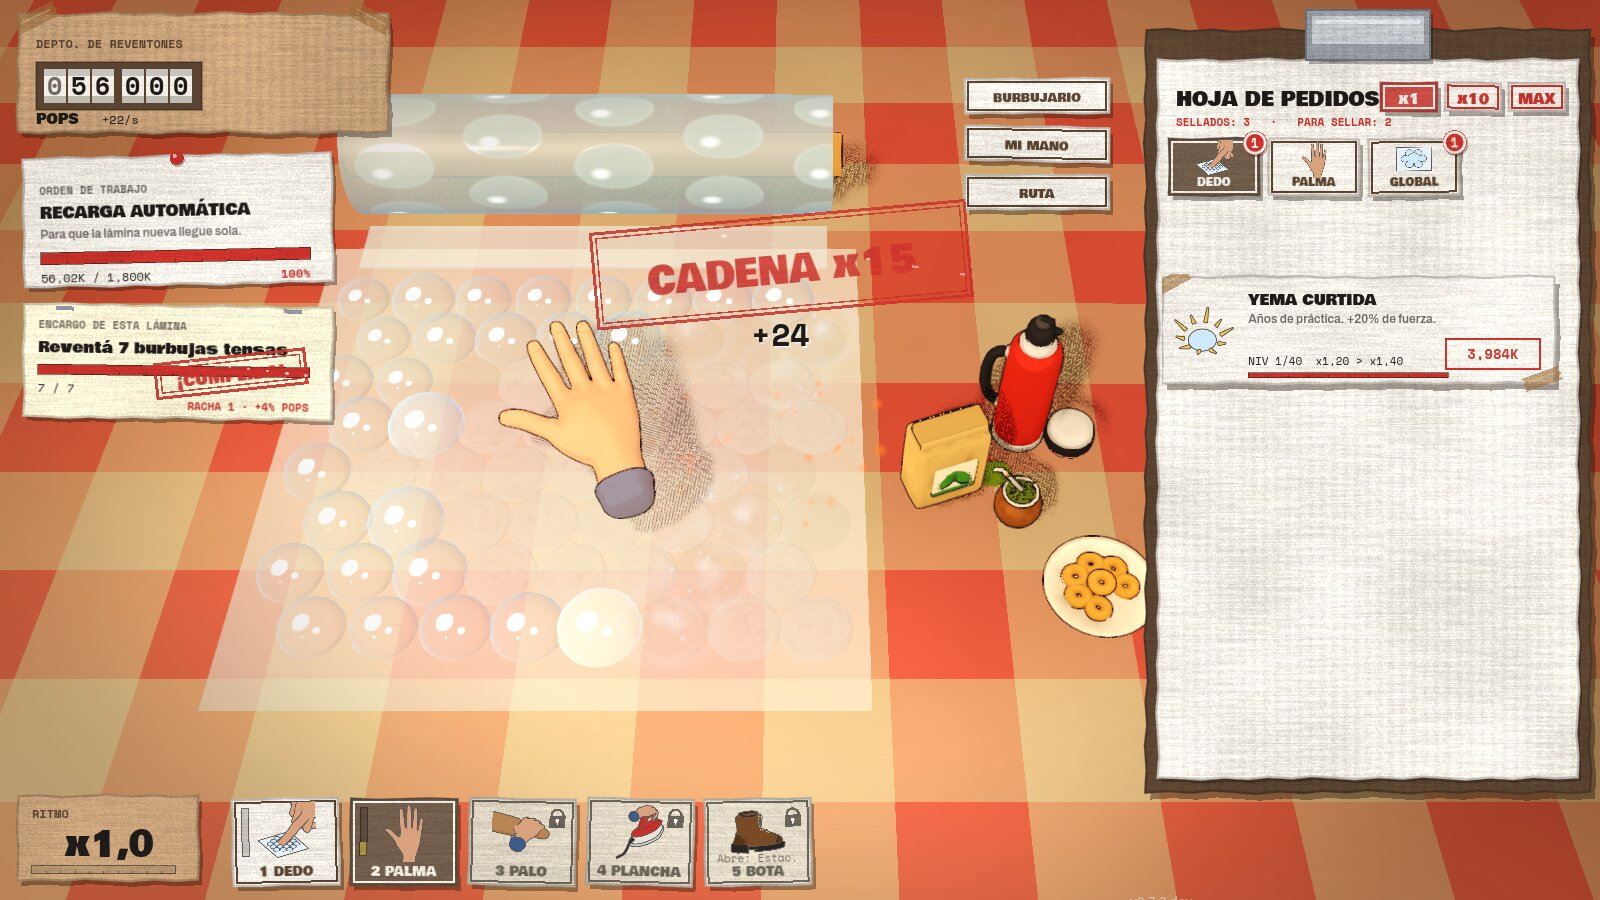 DEPTO. DE REVENTONES
056000
POPS +22/s
ORDEN DE TRABAJO
RECARGA AUTOMÁTICA
Para que la lámina nueva llegue sola.
56,02K / 1,800K 100%
ENCARGO DE ESTA LÁMINA
Reventá 7 burbujas tensas
7 / 7
RACHA 1 · +4% POPS
CADENA x15
+24
BURBUJARIO
MI MANO
RUTA
HOJA DE PEDIDOS x1 x10 MAX
SELLADOS: 3 · PARA SELLAR: 2
1 1
DEDO PALMA GLOBAL
YEMA CURTIDA
Años de práctica. +20% de fuerza.
NIV 1/40 x1,20 > x1,40 3,984K
RITMO
x1,0
1 DEDO 2 PALMA 3 PALO 4 PLANCHA
Abre: Estac.
5 BOTA